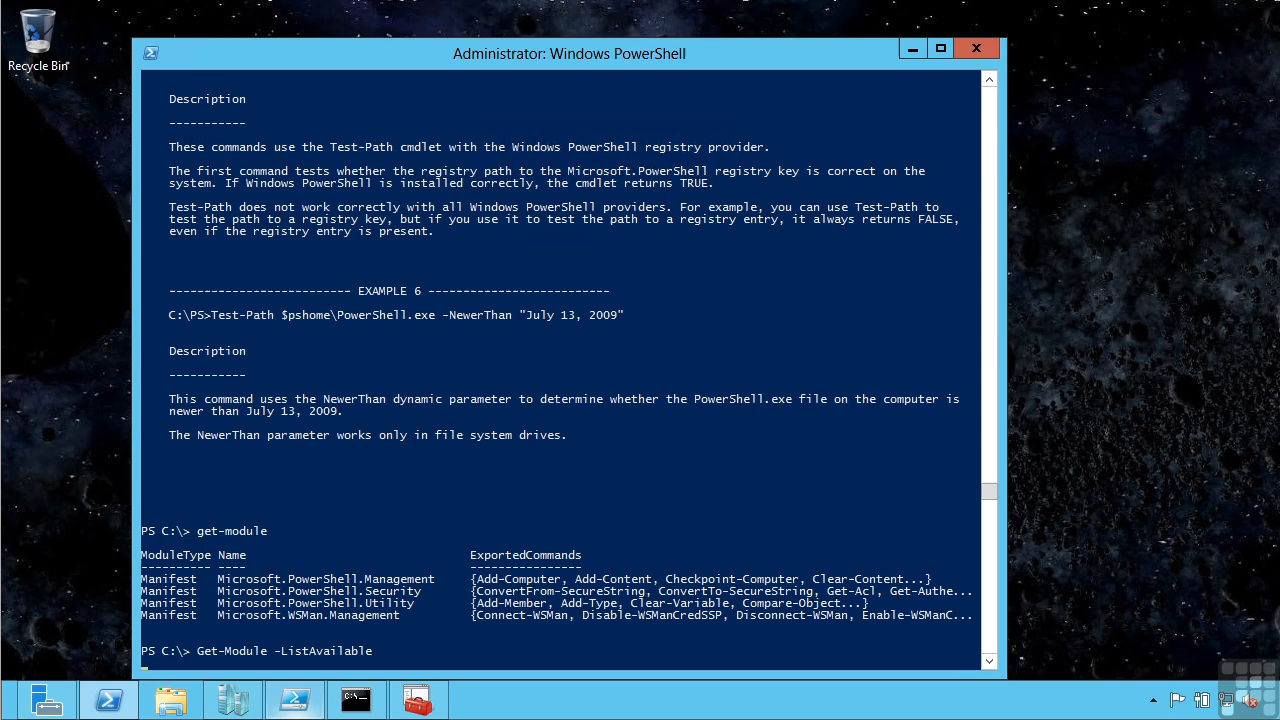 Recycle Bin
Administrator: Windows PowerShell
Description
-----------
These commands use the Test-Path cmdlet with the Windows PowerShell registry provider.
The first command tests whether the registry path to the Microsoft.PowerShell registry key is correct on the
system. If Windows PowerShell is installed correctly, the cmdlet returns TRUE.
Test-Path does not work correctly with all Windows PowerShell providers. For example, you can use Test-Path to
test the path to a registry key, but if you use it to test the path to a registry entry, it always returns FALSE,
even if the registry entry is present.
-------------------------- EXAMPLE 6 --------------------------
C:\PS>Test-Path $pshome\PowerShell.exe -NewerThan "July 13, 2009"
Description
-----------
This command uses the NewerThan dynamic parameter to determine whether the PowerShell.exe file on the computer is
newer than July 13, 2009.
The NewerThan parameter works only in file system drives.
PS C:\> get-module
ModuleType Name ExportedCommands
---------- ---- ----------------
Manifest Microsoft.PowerShell.Management {Add-Computer, Add-Content, Checkpoint-Computer, Clear-Content...}
Manifest Microsoft.PowerShell.Security {ConvertFrom-SecureString, ConvertTo-SecureString, Get-Acl, Get-Authe...
Manifest Microsoft.PowerShell.Utility {Add-Member, Add-Type, Clear-Variable, Compare-Object...}
Manifest Microsoft.WSMan.Management {Connect-WSMan, Disable-WSManCredSSP, Disconnect-WSMan, Enable-WSManC...
PS C:\> Get-Module -ListAvailable
C:\.